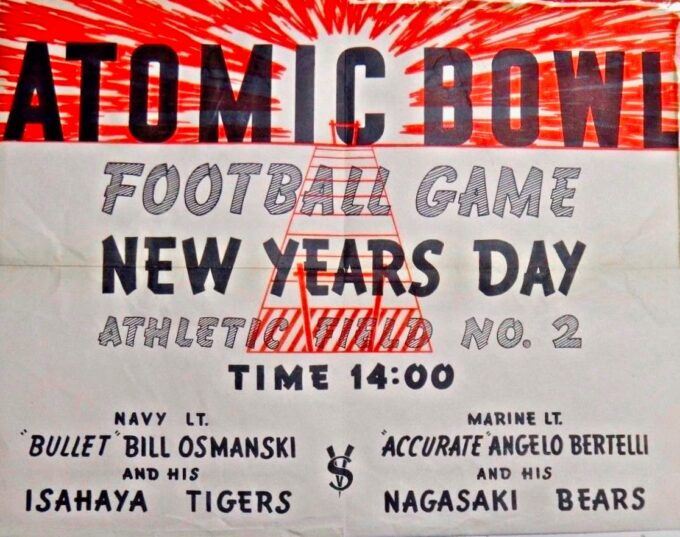 ATOMIC BOWL
FOOTBALL GAME
NEW YEARS DAY
ATHLETIC FIELD NO. 2
TIME 14:00
NAVY LT.
"BULLET" BILL OSMANSKI
AND HIS
ISAHAYA TIGERS
VS
MARINE LT.
"ACCURATE" ANGELO BERTELLI
AND HIS
NAGASAKI BEARS